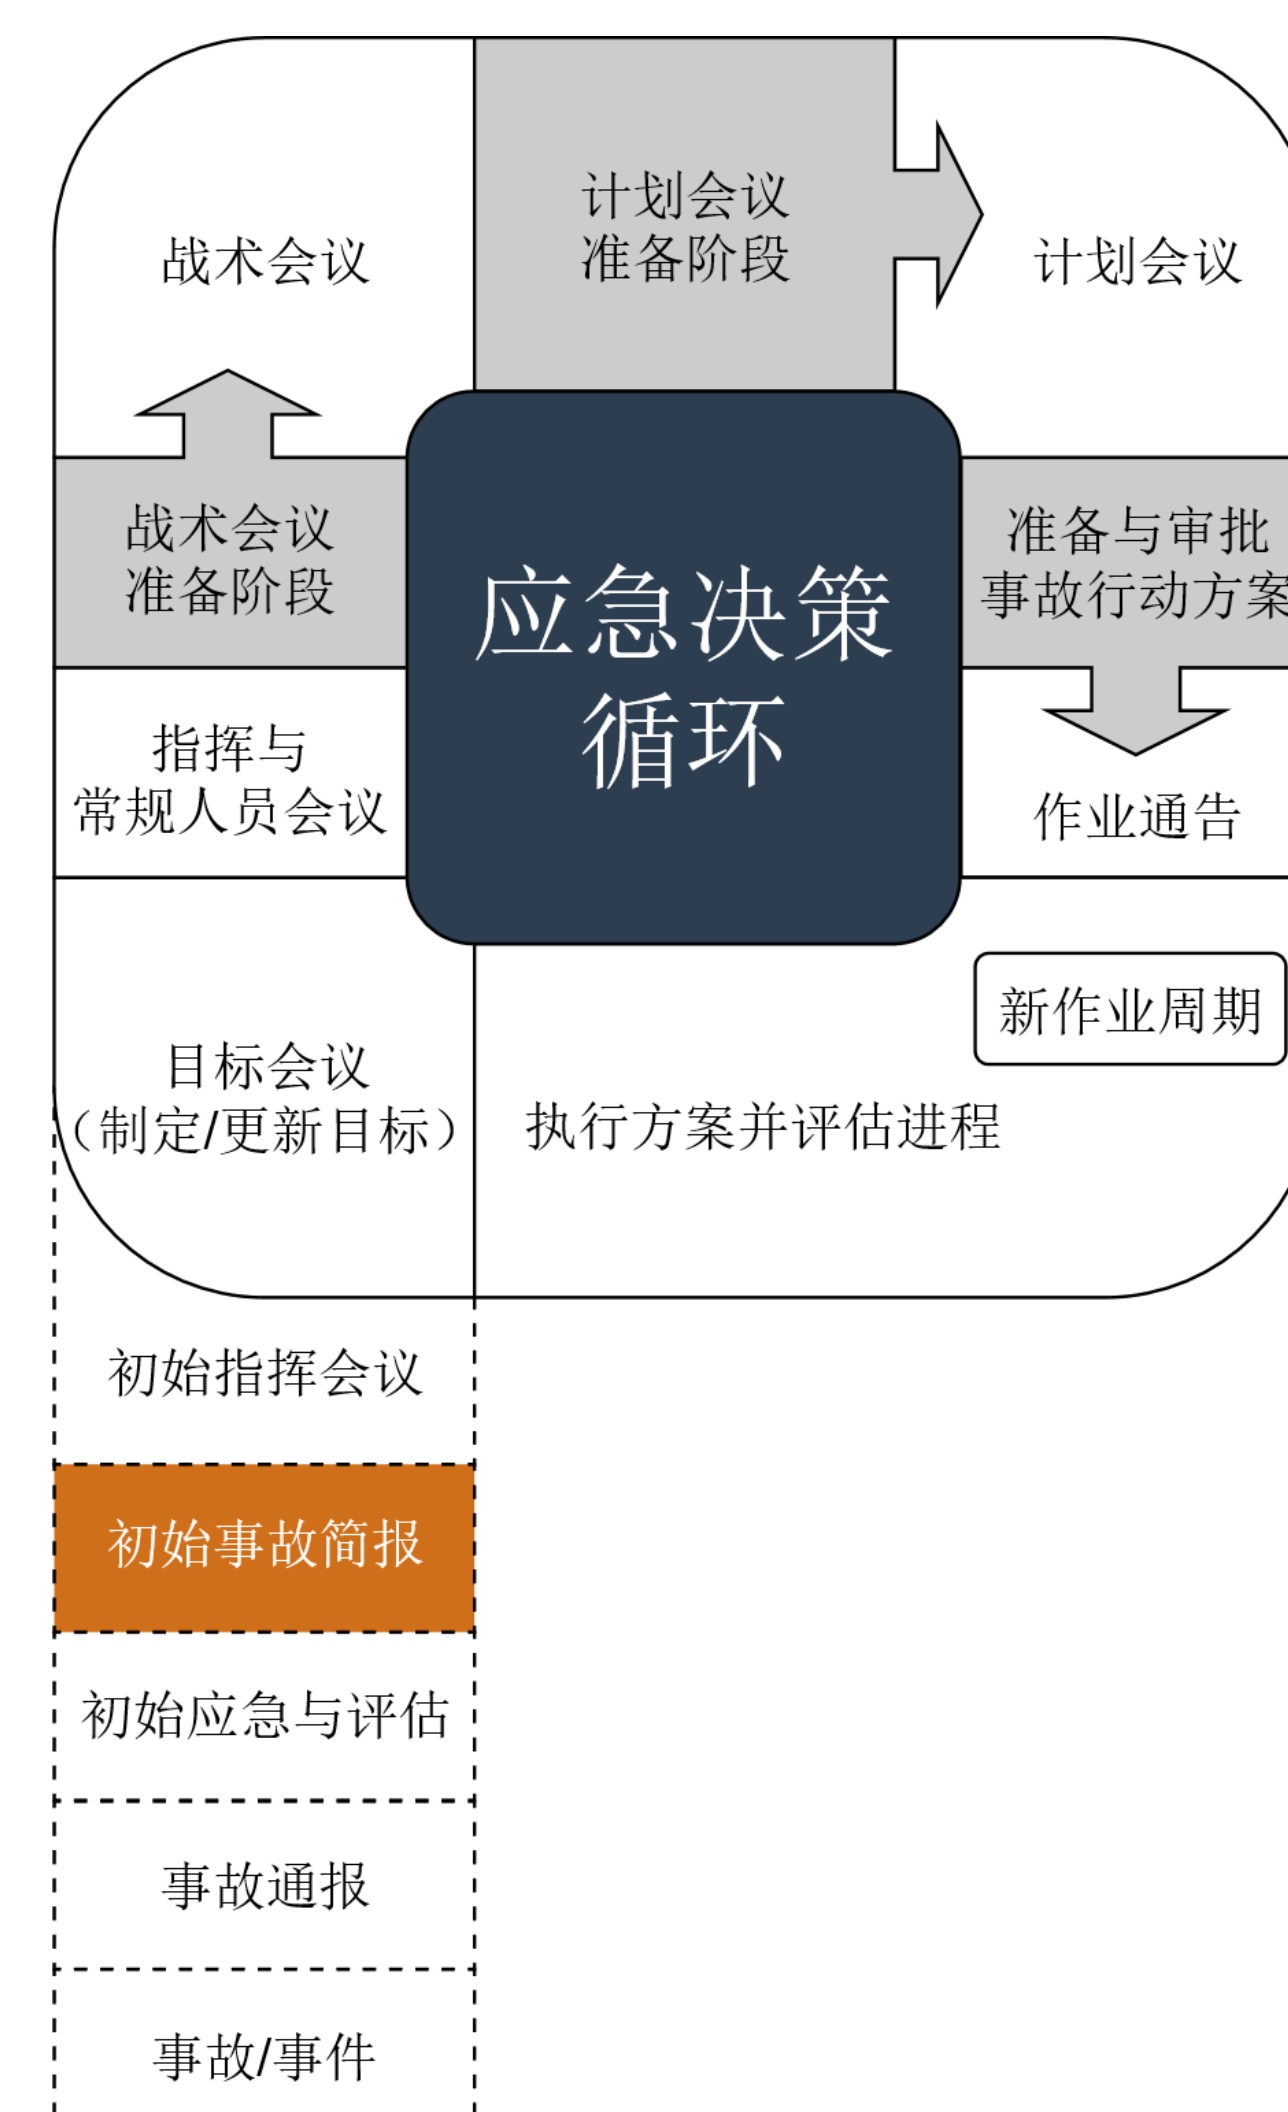 战术会议
计划会议
准备阶段
计划会议
战术会议
准备阶段
应急决策
循环
准备与审批
事故行动方案
指挥与
常规人员会议
作业通告
目标会议
（制定/更新目标）
新作业周期
执行方案并评估进程
初始指挥会议
初始事故简报
初始应急与评估
事故通报
事故/事件